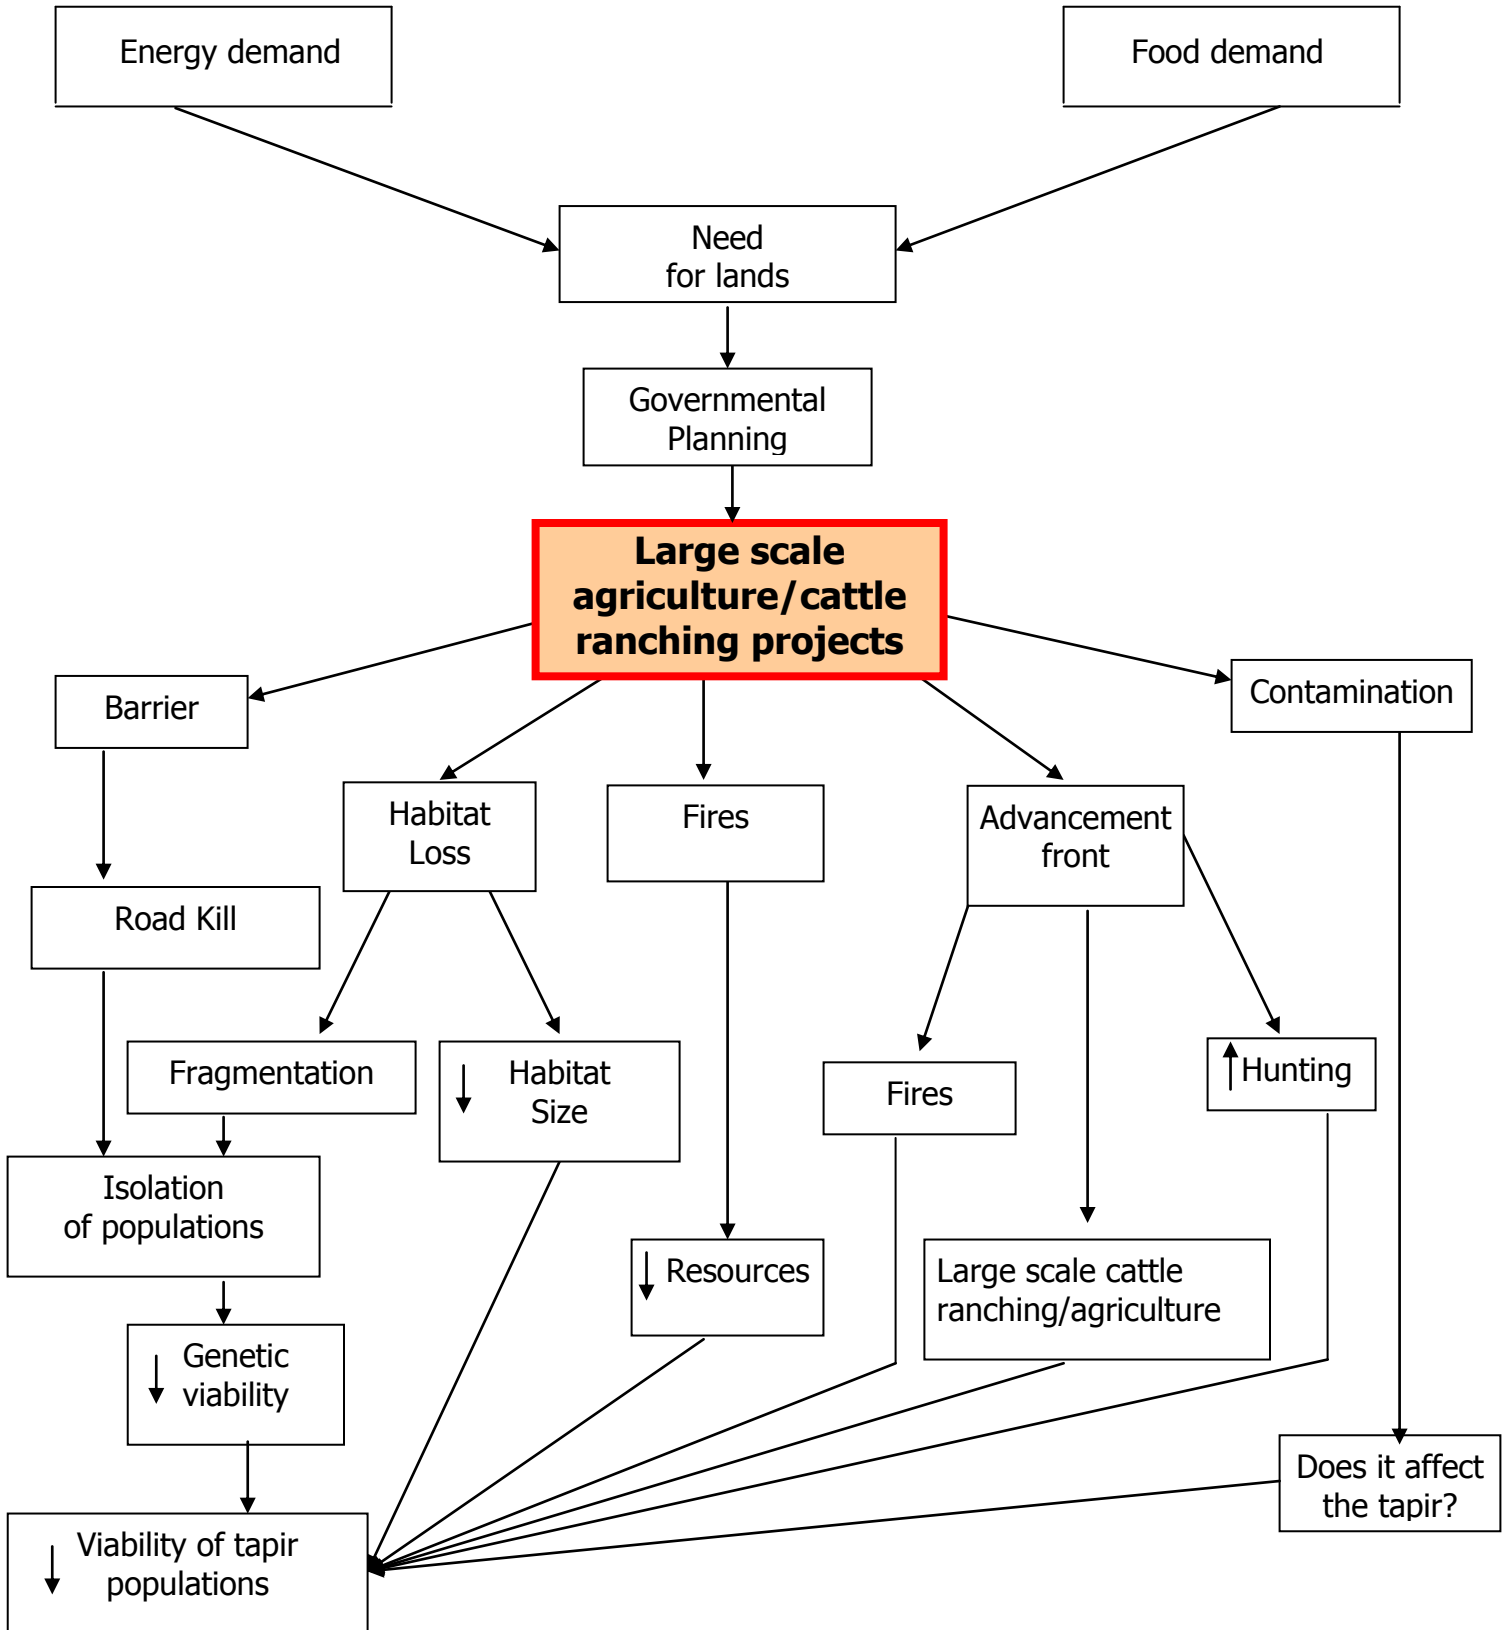 Energy demand
Food demand
Need
for lands
Governmental
Planning
Large scale
agriculture/cattle
ranching projects
Barrier
Contamination
Habitat
Loss
Fires
Advancement
front
Road Kill
Fragmentation
Habitat
Size
Fires
Hunting
Isolation
of populations
Resources
Large scale cattle
ranching/agriculture
Genetic
viability
Does it affect
the tapir?
Viability of tapir
populations